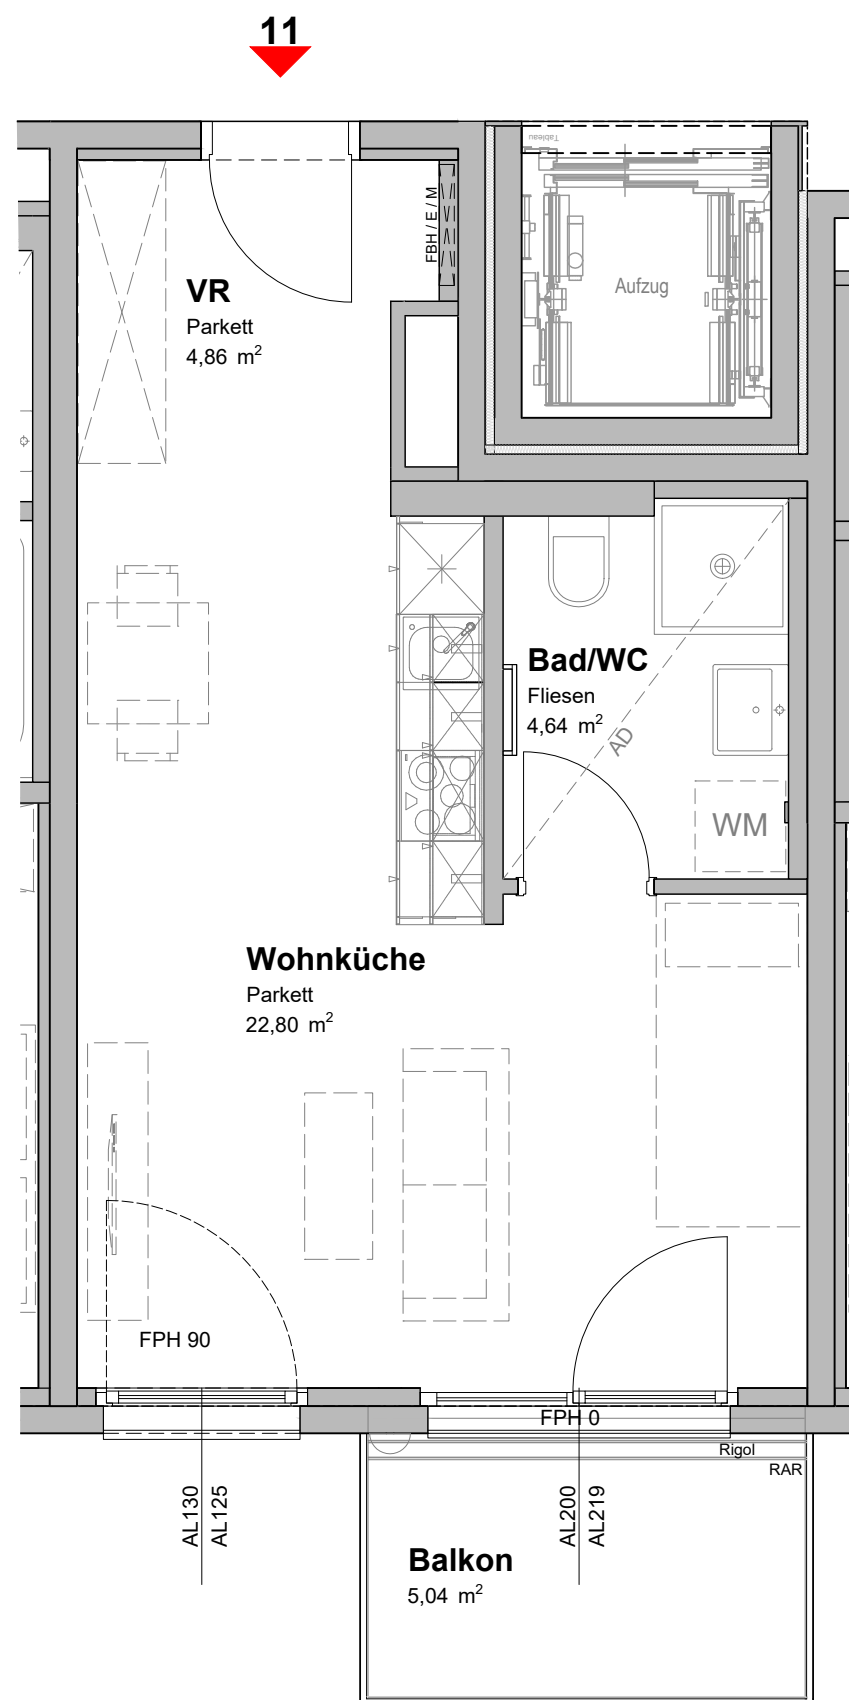 11
Tableau
FBH / E / M
Aufzug
VR
Parkett
4,86 m²
Bad/WC
Fliesen
4,64 m²
AD
WM
Wohnküche
Parkett
22,80 m²
FPH 90
FPH 0
Rigol
RAR
AL130
AL125
AL200
AL219
Balkon
5,04 m²